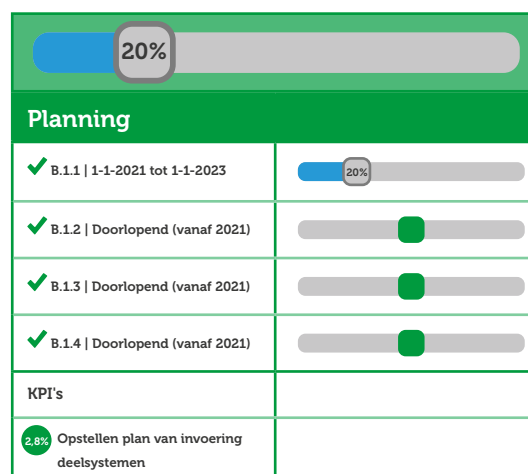 20%
Planning
B.1.1 | 1-1-2021 tot 1-1-2023
20%
B.1.2 | Doorlopend (vanaf 2021)
B.1.3 | Doorlopend (vanaf 2021)
B.1.4 | Doorlopend (vanaf 2021)
KPI's
2,8% Opstellen plan van invoering
deelsystemen